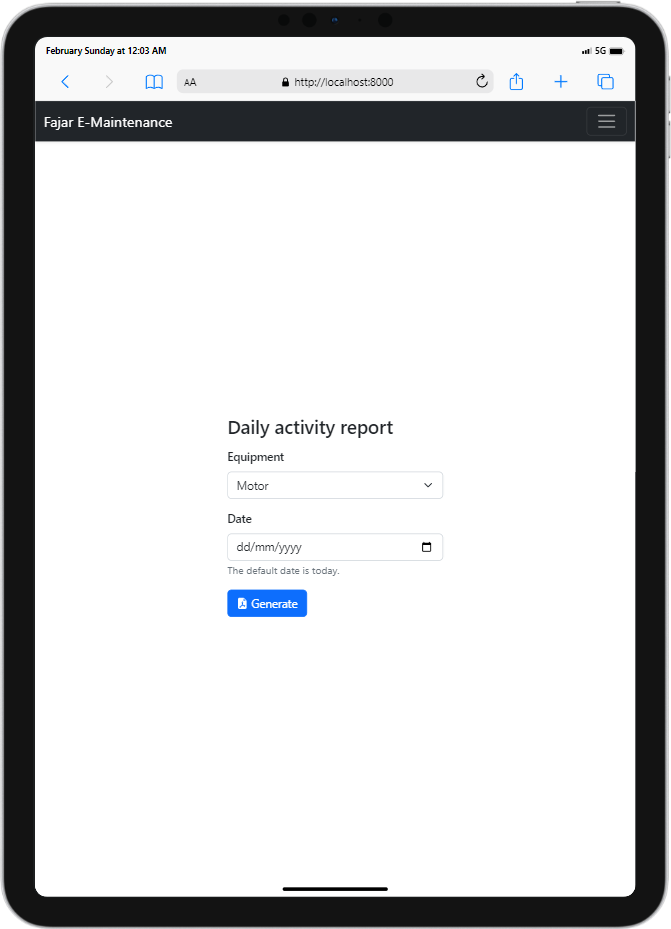 February Sunday at 12:03 AM
5G
AA
http://localhost:8000
Fajar E-Maintenance
Daily activity report
Equipment
Motor
Date
dd/mm/yyyy
The default date is today.
Generate